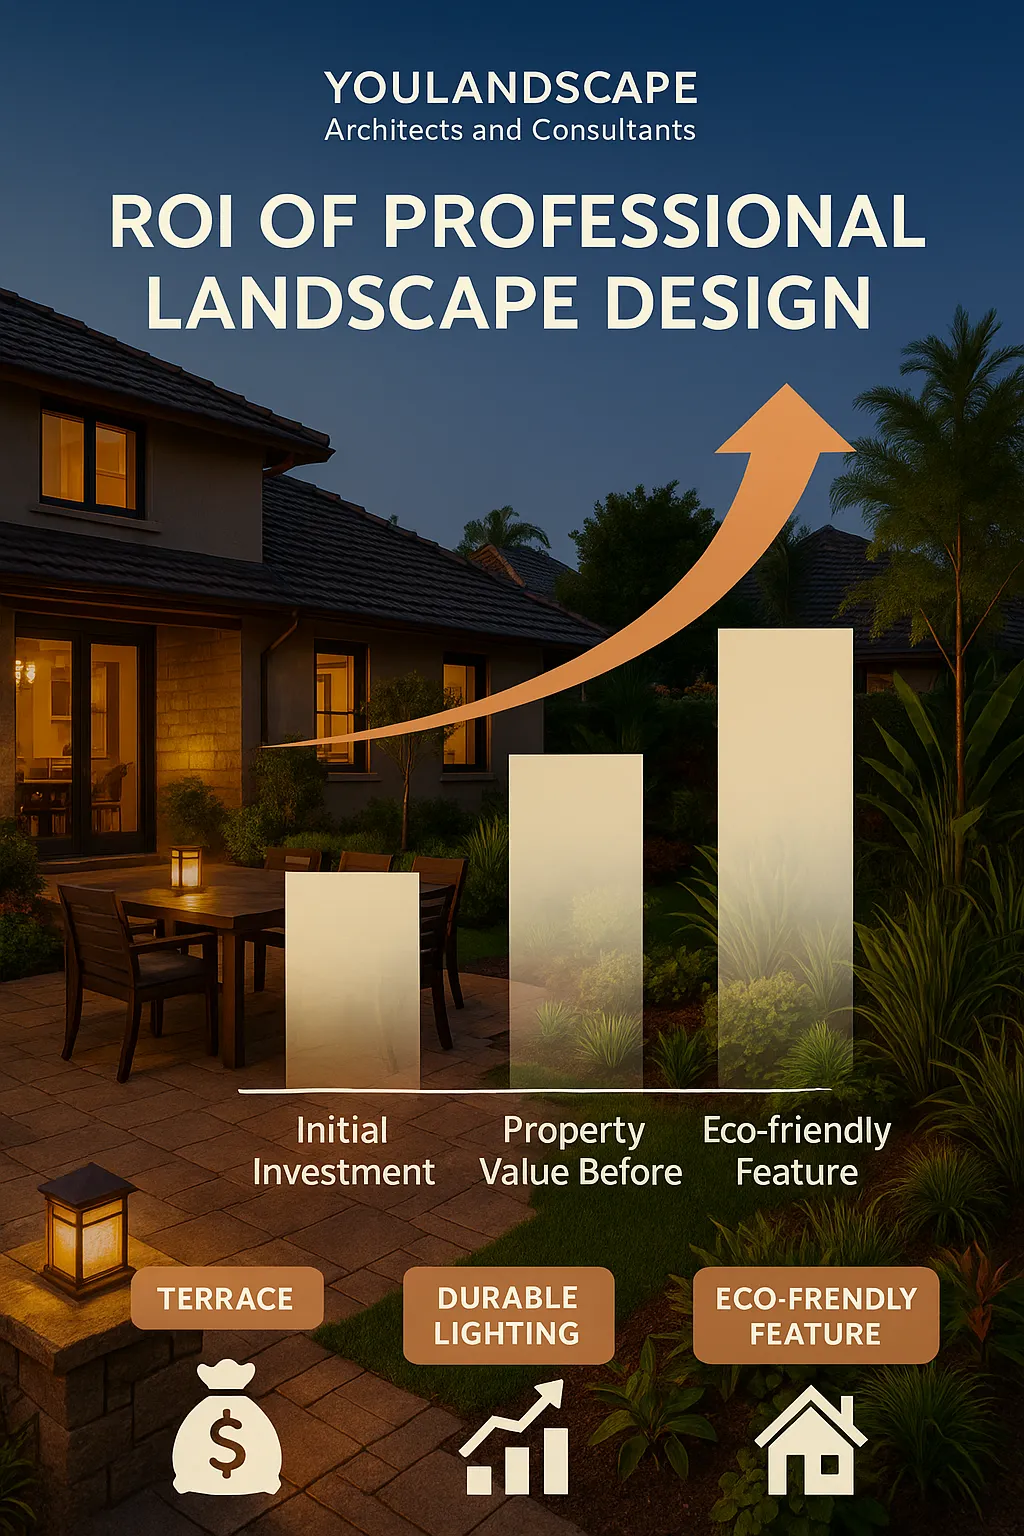 YOULANDSCAPE
Architects and Consultants
ROI OF PROFESSIONAL
LANDSCAPE DESIGN
Initial
Investment
Property
Value Before
Eco-friendly
Feature
TERRACE
DURABLE
LIGHTING
ECO-FRENDLY
FEATURE
$